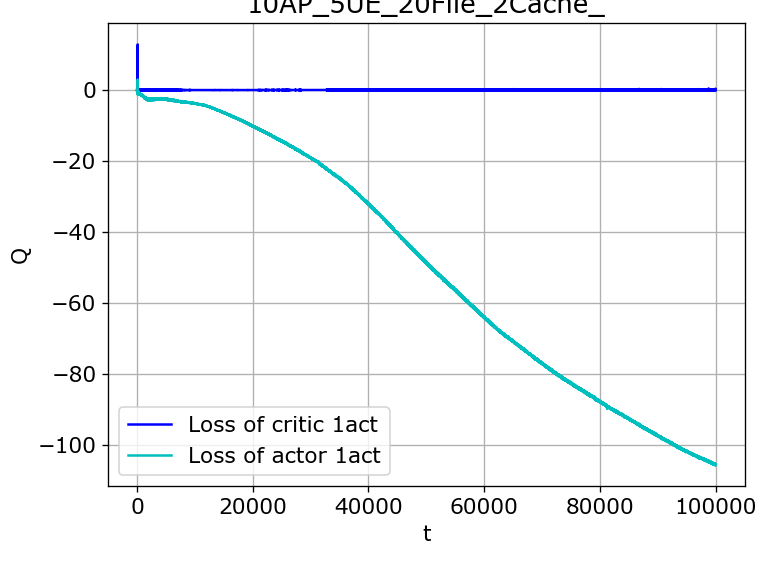 10AP_5UE_20File_2Cache_
0
−20
−40
−60
−80
−100
Q
Loss of critic 1act
Loss of actor 1act
0 20000 40000 60000 80000 100000
t